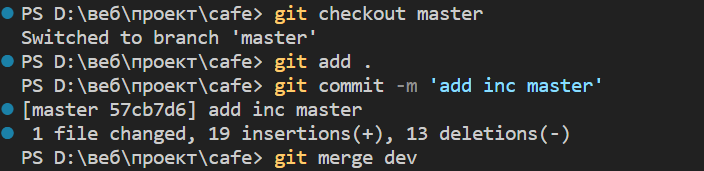 PS D:\веб\проект\cafe> git checkout master
Switched to branch 'master'
PS D:\веб\проект\cafe> git add .
PS D:\веб\проект\cafe> git commit -m 'add inc master'
[master 57cb7d6] add inc master
1 file changed, 19 insertions(+), 13 deletions(-)
PS D:\веб\проект\cafe> git merge dev